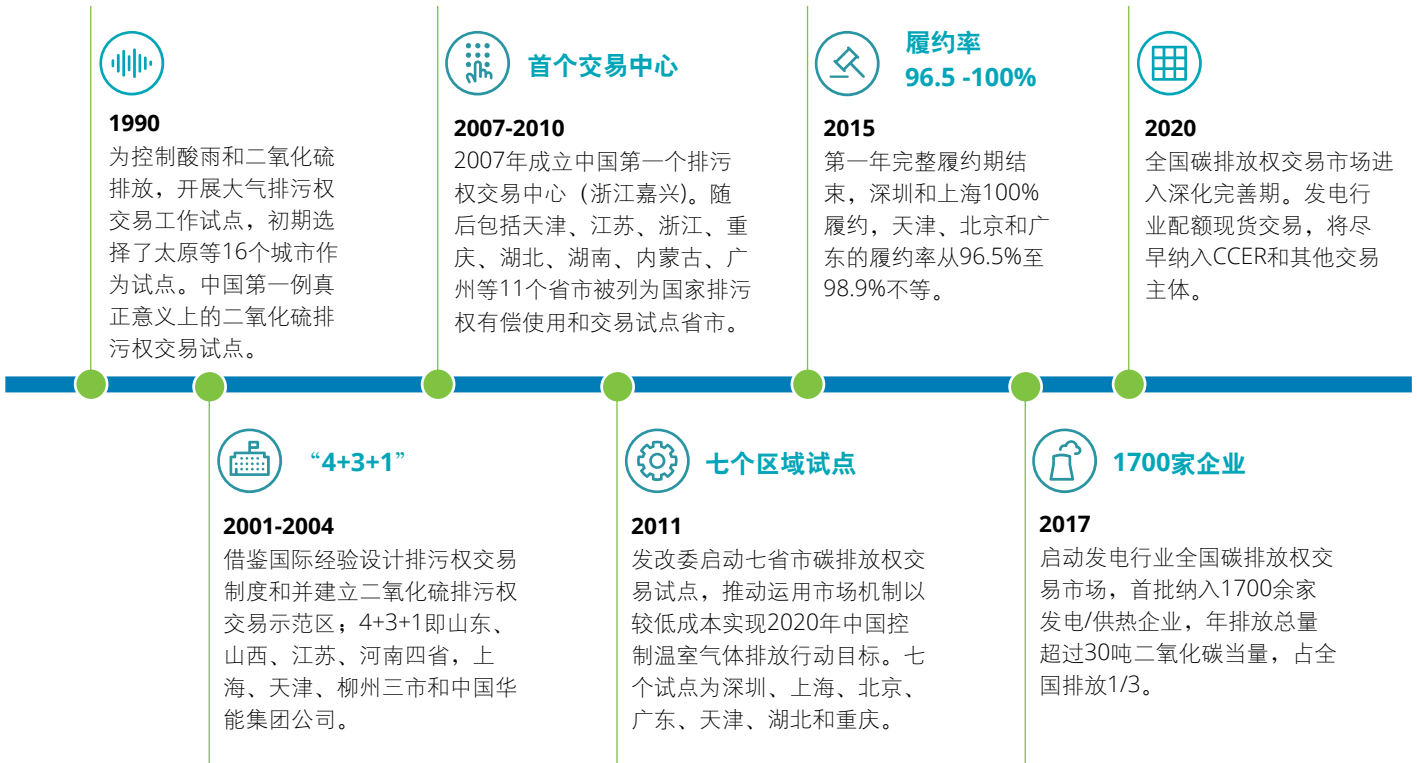 1990
为控制酸雨和二氧化硫
排放，开展大气排污权
交易工作试点，初期选
择了太原等16个城市作
为试点。中国第一例真
正意义上的二氧化硫排
污权交易试点。
首个交易中心
2007-2010
2007年成立中国第一个排污
权交易中心（浙江嘉兴)。随
后包括天津、江苏、浙江、重
庆、湖北、湖南、内蒙古、广
州等11个省市被列为国家排污
权有偿使用和交易试点省市。
履约率
96.5 -100%
2015
第一年完整履约期结
束，深圳和上海100%
履约，天津、北京和广
东的履约率从96.5%至
98.9%不等。
2020
全国碳排放权交易市场进
入深化完善期。发电行
业配额现货交易，将尽
早纳入CCER和其他交易
主体。
“4+3+1”
2001-2004
借鉴国际经验设计排污权交易
制度和并建立二氧化硫排污权
交易示范区；4+3+1即山东、
山西、江苏、河南四省，上
海、天津、柳州三市和中国华
能集团公司。
七个区域试点
2011
发改委启动七省市碳排放权交
易试点，推动运用市场机制以
较低成本实现2020年中国控
制温室气体排放行动目标。七
个试点为深圳、上海、北京、
广东、天津、湖北和重庆。
1700家企业
2017
启动发电行业全国碳排放权交
易市场，首批纳入1700余家
发电/供热企业，年排放总量
超过30吨二氧化碳当量，占全
国排放1/3。